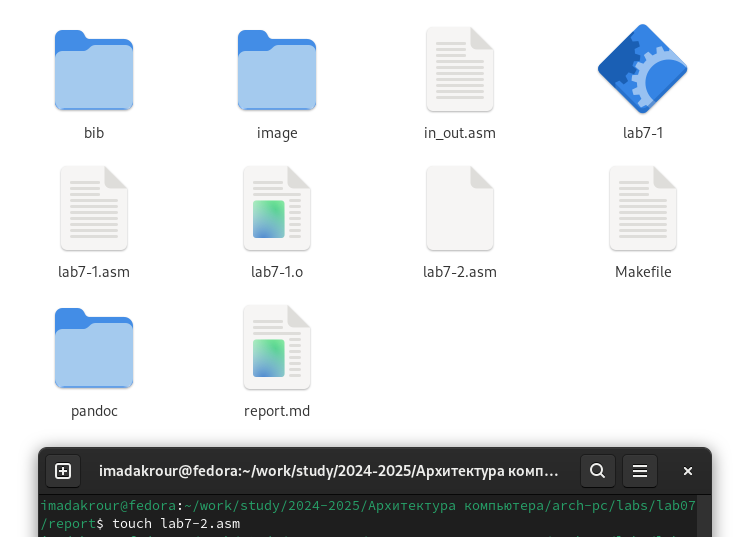 bib
image
in_out.asm
lab7-1
lab7-1.asm
lab7-1.o
lab7-2.asm
Makefile
pandoc
report.md
imadakrour@fedora:~/work/study/2024-2025/Архитектура комп…
imadakrour@fedora:~/work/study/2024-2025/Архитектура компьютера/arch-pc/labs/lab07
/report$ touch lab7-2.asm